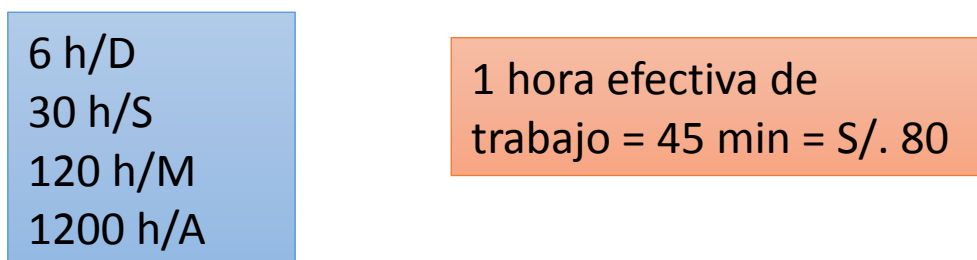 6 h/D
30 h/S
120 h/M
1200 h/A
1 hora efectiva de
trabajo = 45 min = S/. 80